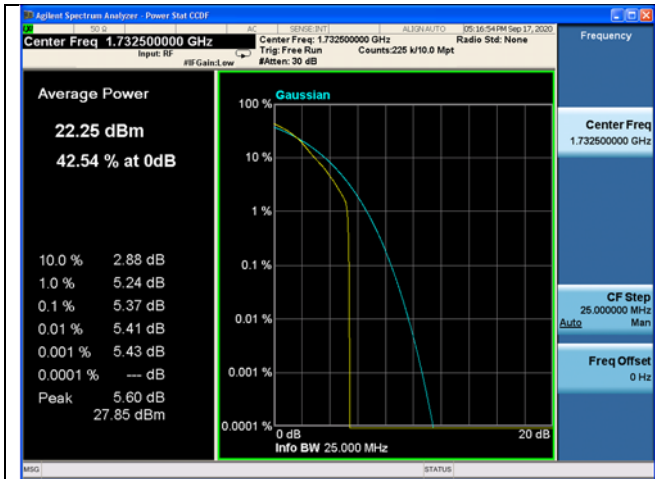 Agilent Spectrum Analyzer - Power Stat CCDF
50 Ω AC SENSE:INT ALIGN AUTO 05:16:54 PM Sep 17, 2020
Center Freq 1.732500000 GHz
Input: RF
#IFGain:Low
Center Freq: 1.732500000 GHz
Radio Std: None
Trig: Free Run
Counts:225 k/10.0 Mpt
#Atten: 30 dB
Frequency
Average Power
22.25 dBm
42.54 % at 0dB
10.0 % 2.88 dB
1.0 % 5.24 dB
0.1 % 5.37 dB
0.01 % 5.41 dB
0.001 % 5.43 dB
0.0001 % --- dB
Peak 5.60 dB
27.85 dBm
Gaussian
100 %
10 %
1 %
0.1 %
0.01 %
0.001 %
0.0001 %
0 dB
20 dB
Info BW 25.000 MHz
Center Freq
1.732500000 GHz
CF Step
25.000000 MHz
Auto Man
Freq Offset
0 Hz
MSG
STATUS